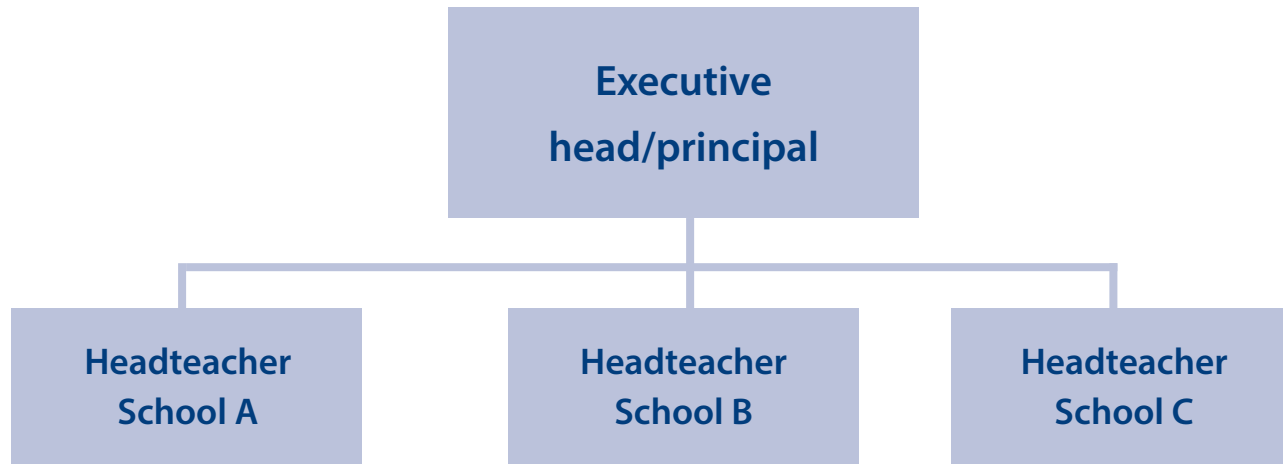 Executive
head/principal
Headteacher
School A
Headteacher
School B
Headteacher
School C